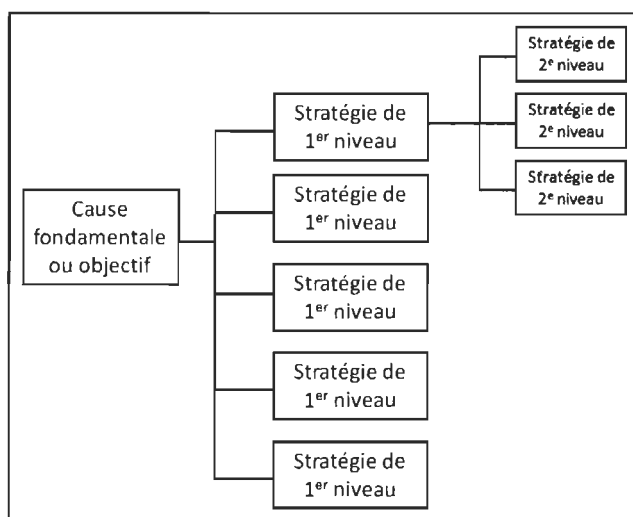 Cause
fondamentale
ou objectif
Stratégie de
1er niveau
Stratégie de
1er niveau
Stratégie de
1er niveau
Stratégie de
1er niveau
Stratégie de
1er niveau
Stratégie de
2e niveau
Stratégie de
2e niveau
Stratégie de
2e niveau